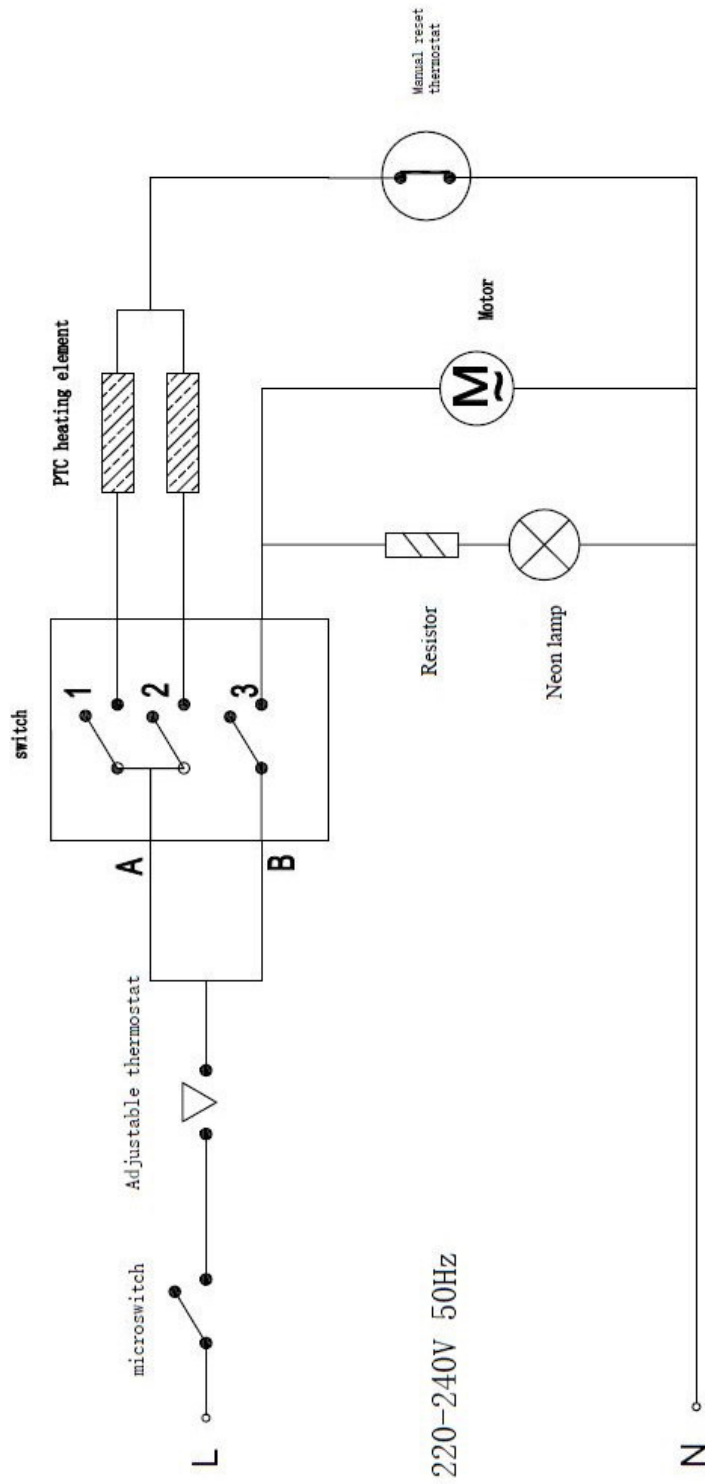 switch
PTC heating element
Manual reset
thermostat
1
2
3
A
B
Adjustable thermostat
microswitch
L
M
~
Motor
Resistor
Neon lamp
220-240V 50Hz
N